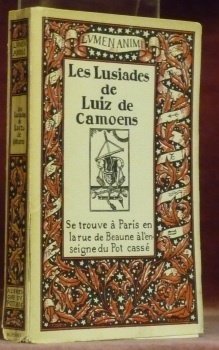 LVMEN ANIMI
Les Lusiades
de
Luiz de
Camoens
Se trouve à Paris en
la rue de Beaune à l'en
seigne du Pot cassé